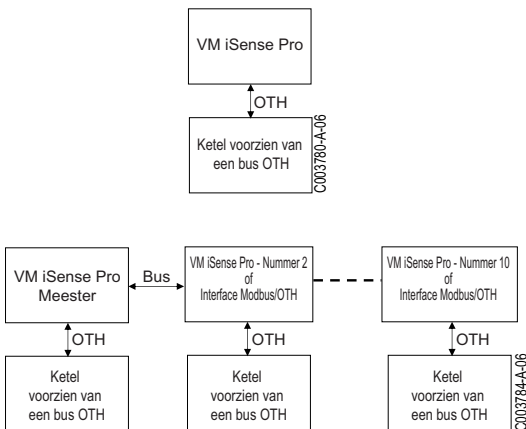 VM iSense Pro
OTH
Ketel voorzien van
een bus OTH
C003780-A-06
VM iSense Pro
Meester
Bus
VM iSense Pro - Nummer 2
of
Interface Modbus/OTH
VM iSense Pro - Nummer 10
of
Interface Modbus/OTH
OTH
OTH
OTH
Ketel
voorzien van
een bus OTH
Ketel
voorzien van
een bus OTH
Ketel
voorzien van
een bus OTH
C003784-A-06